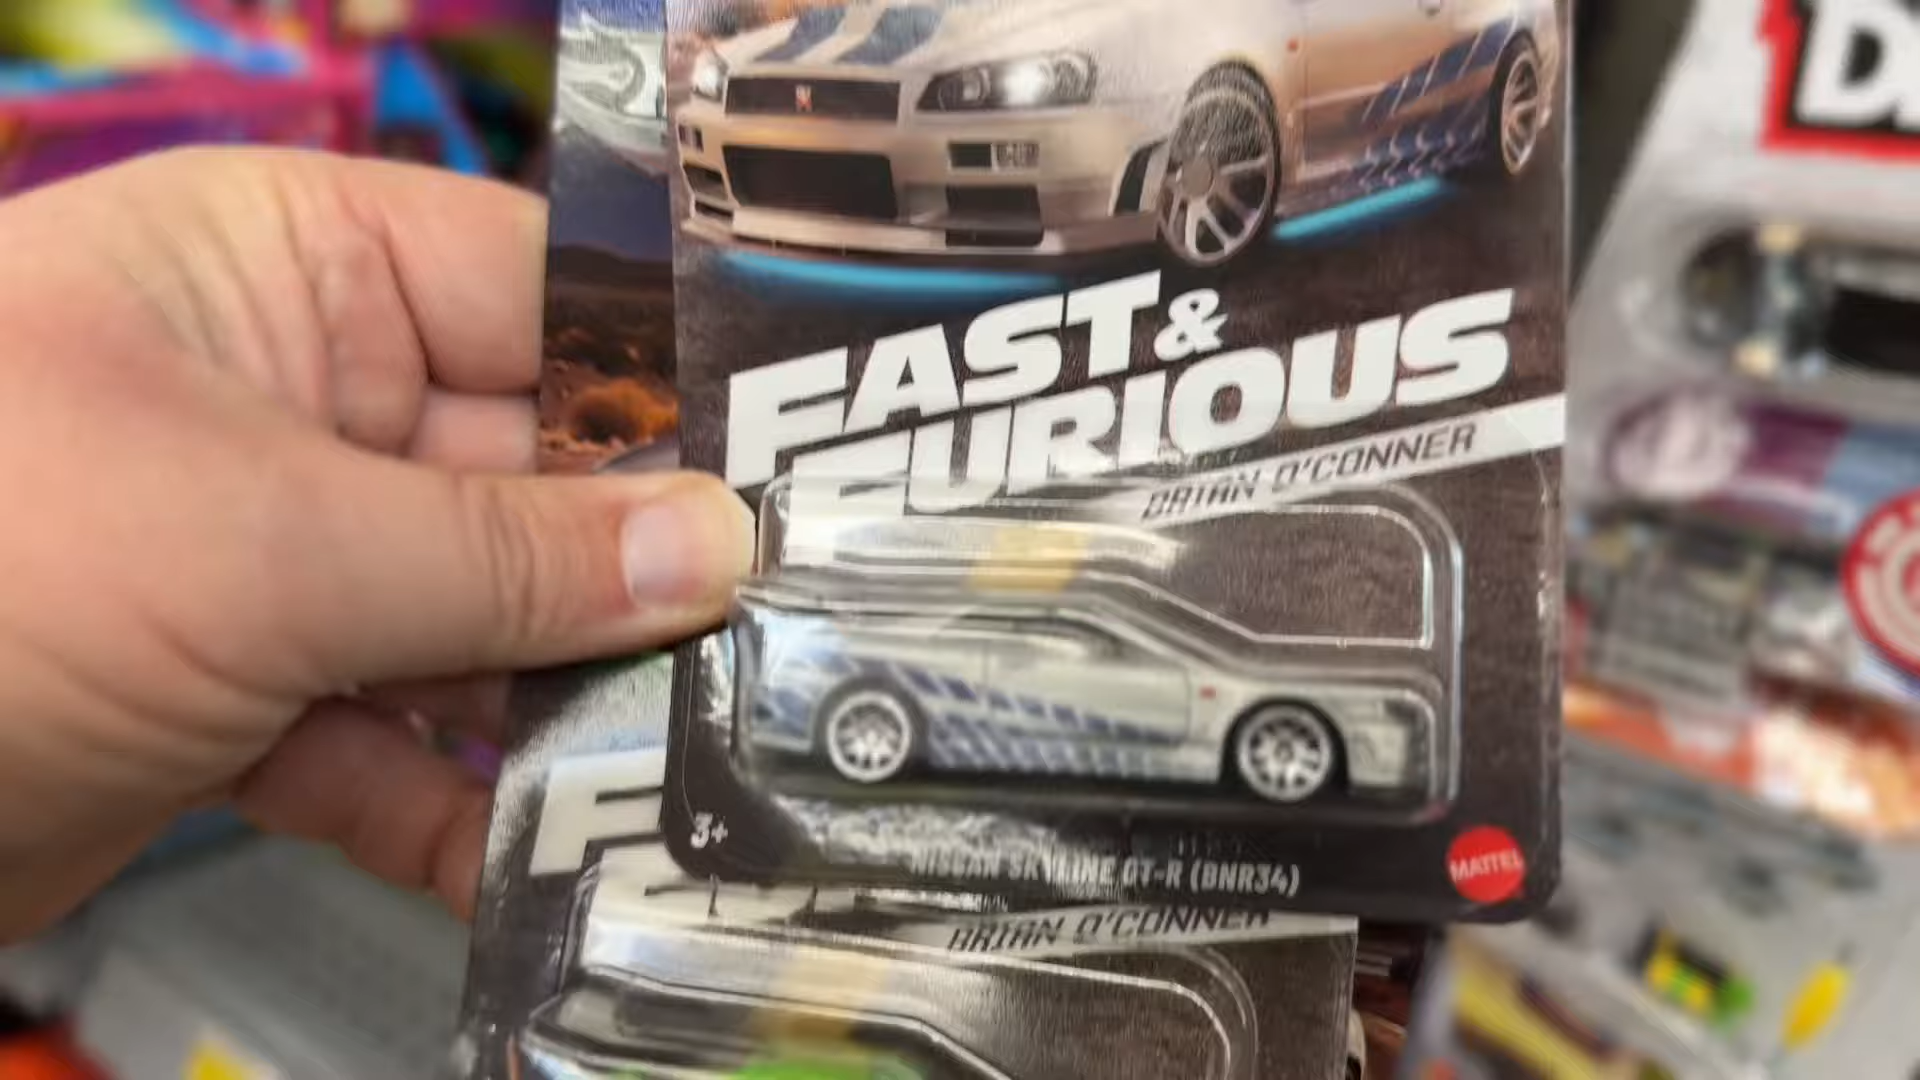 FAST &
FURIOUS
BRIAN O'CONNER
3+
NISSAN SKYLINE GT-R (BNR34)
MATTEL
F
BRIAN O'CONNER